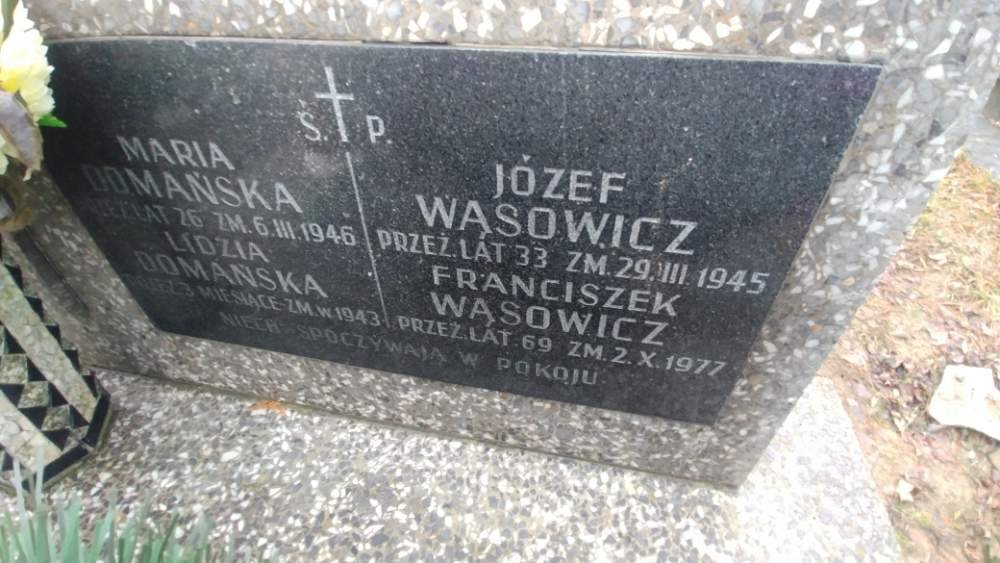 Ś. P.
MARIA
DOMAŃSKA
PRZEŻ.LAT 26 ZM.6.III.1946
LIDZIA
DOMAŃSKA
3 MIESIĄCE ZM.W 1943
JÓZEF
WĄSOWICZ
PRZEŻ.LAT 33 ZM.29.III.1945
FRANCISZEK
WĄSOWICZ
PRZEŻ.LAT 69 ZM.2.X.1977
NIECH SPOCZYWAJĄ W POKOJU